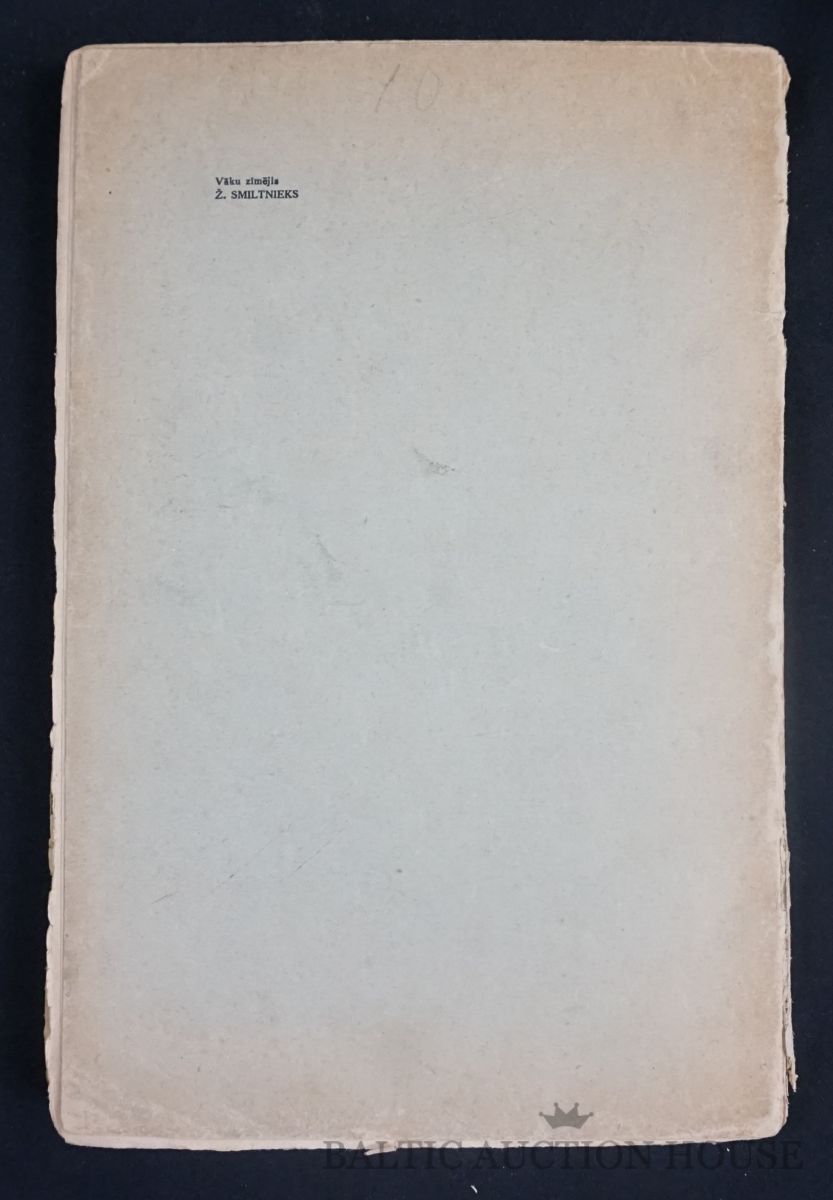 10
Vāku zīmējis
Ž. SMILTNIEKS
BALTIC AUCTION HOUSE